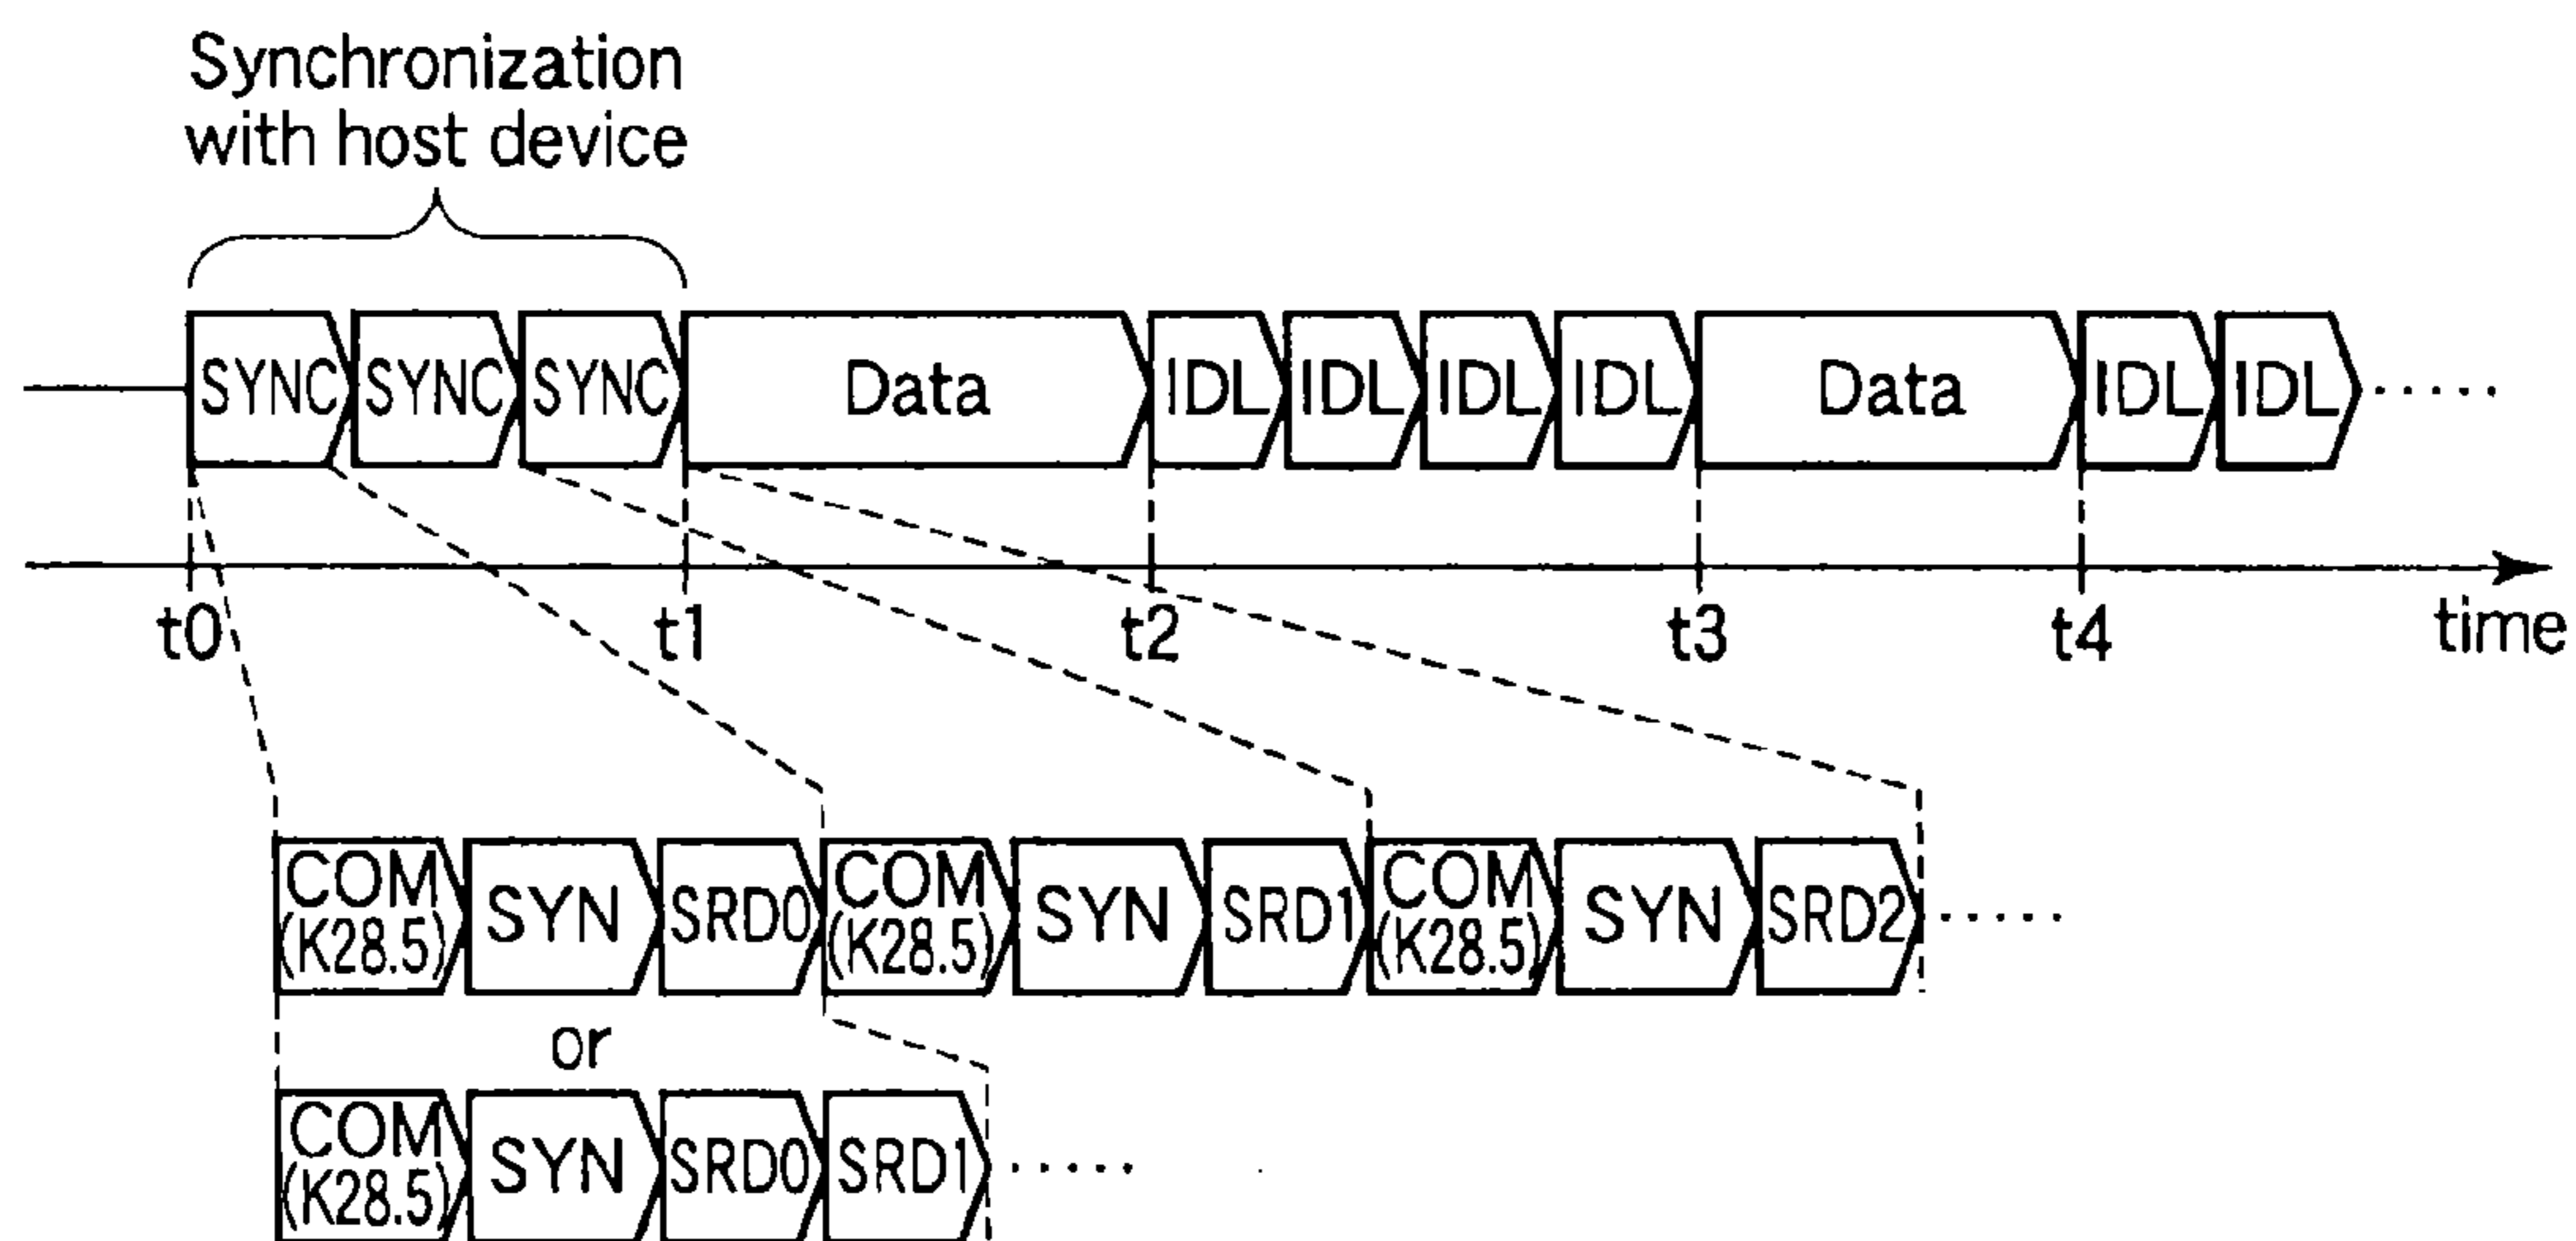 Synchronization
with host device
SYNC SYNC SYNC Data IDL IDL IDL IDL Data IDL IDL .....
t0 t1 t2 t3 t4 time
COM (K28.5) SYN SRD0 COM (K28.5) SYN SRD1 COM (K28.5) SYN SRD2 .....
or
COM (K28.5) SYN SRD0 SRD1 .....